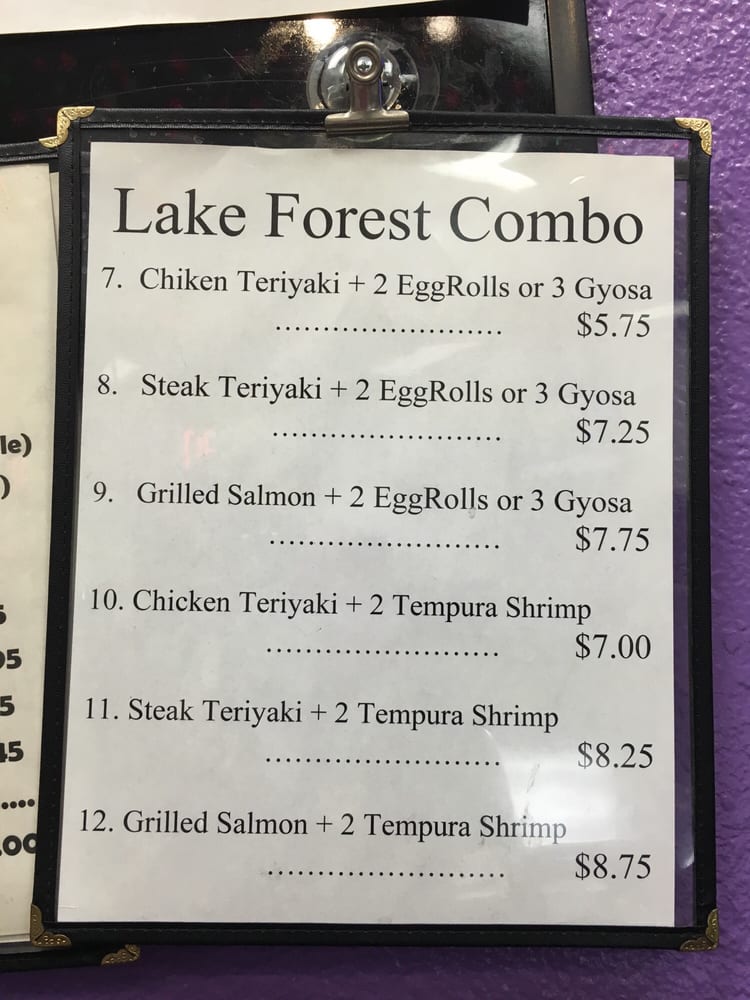 Lake Forest Combo
7. Chiken Teriyaki + 2 EggRolls or 3 Gyosa
........................ $5.75
8. Steak Teriyaki + 2 EggRolls or 3 Gyosa
........................ $7.25
9. Grilled Salmon + 2 EggRolls or 3 Gyosa
........................ $7.75
10. Chicken Teriyaki + 2 Tempura Shrimp
........................ $7.00
11. Steak Teriyaki + 2 Tempura Shrimp
........................ $8.25
12. Grilled Salmon + 2 Tempura Shrimp
........................ $8.75